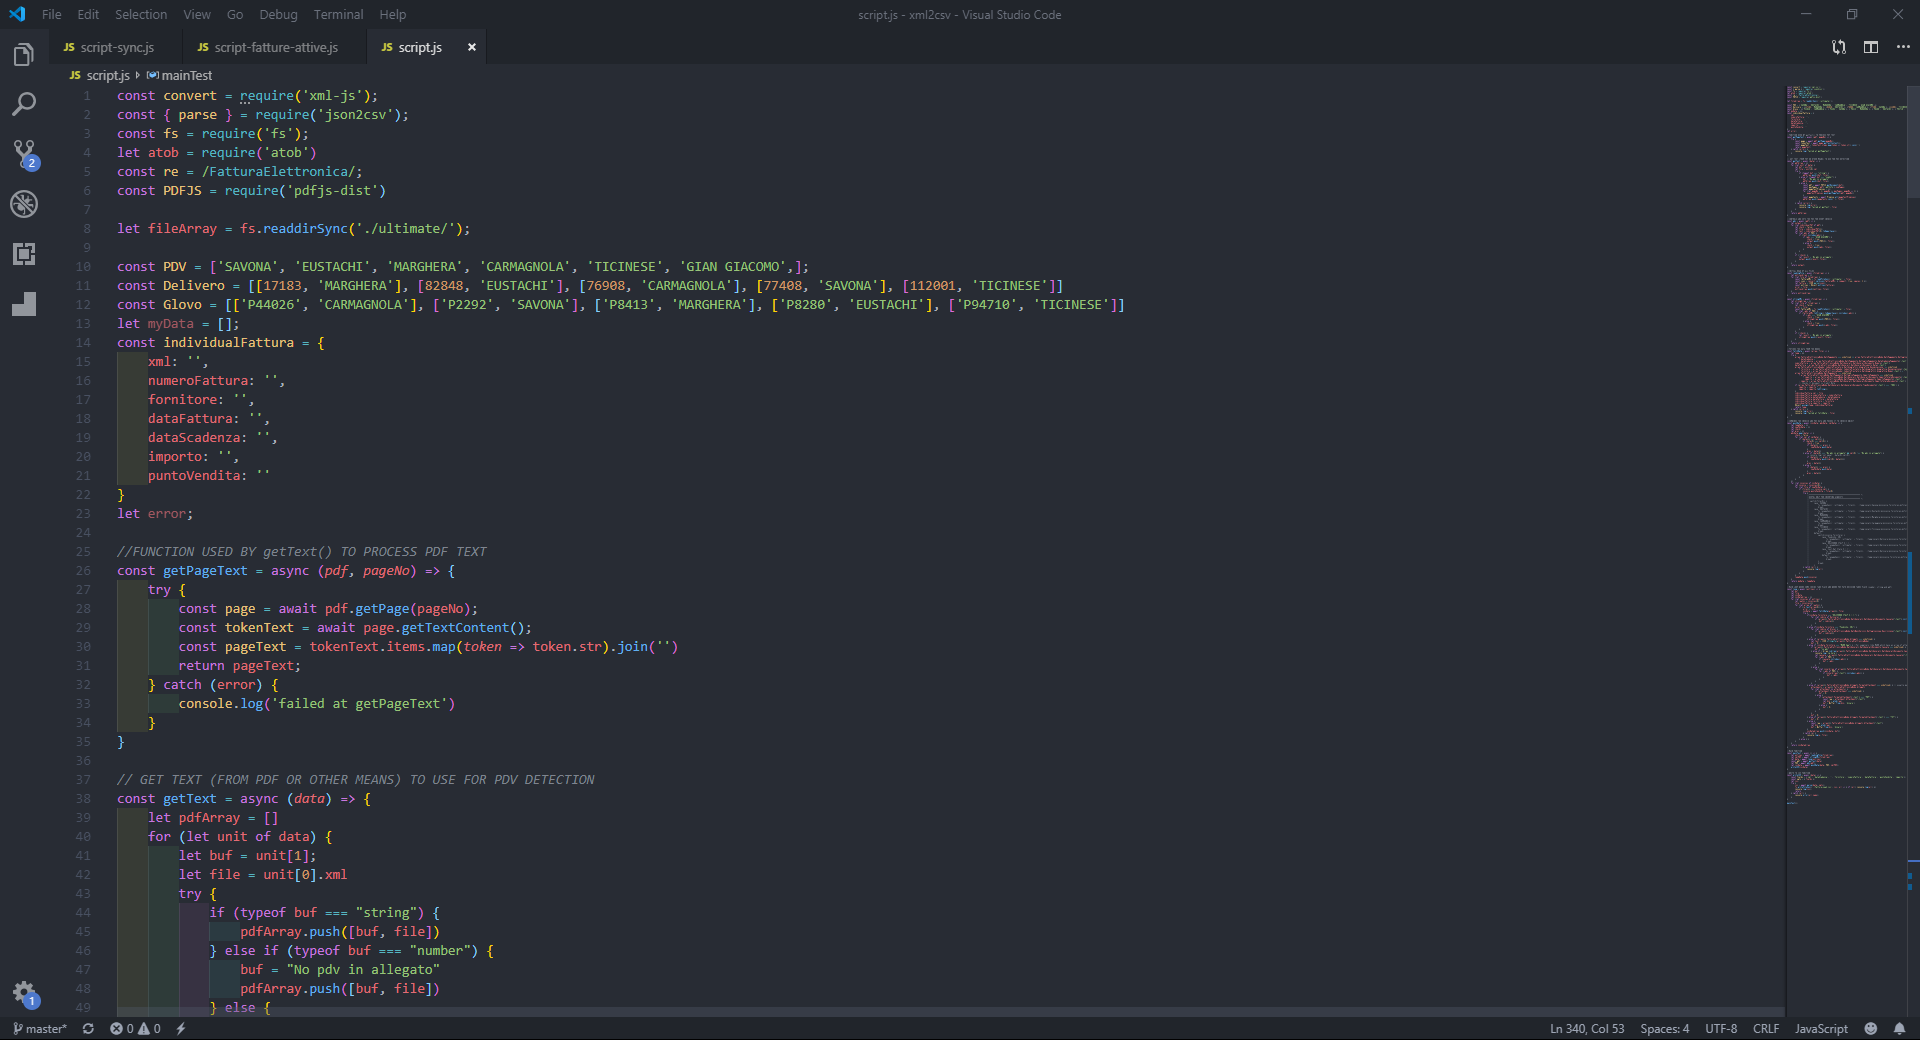 File Edit Selection View Go Debug Terminal Help
script.js - xml2csv - Visual Studio Code
JS script-sync.js JS script-fatture-attive.js JS script.js ×
JS script.js mainTest
1 const convert = require('xml-js');
2 const { parse } = require('json2csv');
3 const fs = require('fs');
4 let atob = require('atob')
5 const re = /FatturaElettronica/;
6 const PDFJS = require('pdfjs-dist')
7
8 let fileArray = fs.readdirSync('./ultimate/');
9
10 const PDV = ['SAVONA', 'EUSTACHI', 'MARGHERA', 'CARMAGNOLA', 'TICINESE', 'GIAN GIACOMO',];
11 const Delivero = [[17183, 'MARGHERA'], [82848, 'EUSTACHI'], [76908, 'CARMAGNOLA'], [77408, 'SAVONA'], [112001, 'TICINESE']]
12 const Glovo = [['P44026', 'CARMAGNOLA'], ['P2292', 'SAVONA'], ['P8413', 'MARGHERA'], ['P8280', 'EUSTACHI'], ['P94710', 'TICINESE']]
13 let myData = [];
14 const individualFattura = {
15 xml: '',
16 numeroFattura: '',
17 fornitore: '',
18 dataFattura: '',
19 dataScadenza: '',
20 importo: '',
21 puntoVendita: ''
22 }
23 let error;
24
25 //FUNCTION USED BY getText() TO PROCESS PDF TEXT
26 const getPageText = async (pdf, pageNo) => {
27 try {
28 const page = await pdf.getPage(pageNo);
29 const tokenText = await page.getTextContent();
30 const pageText = tokenText.items.map(token => token.str).join('')
31 return pageText;
32 } catch (error) {
33 console.log('failed at getPageText')
34 }
35 }
36
37 // GET TEXT (FROM PDF OR OTHER MEANS) TO USE FOR PDV DETECTION
38 const getText = async (data) => {
39 let pdfArray = []
40 for (let unit of data) {
41 let buf = unit[1];
42 let file = unit[0].xml
43 try {
44 if (typeof buf === "string") {
45 pdfArray.push([buf, file])
46 } else if (typeof buf === "number") {
47 buf = "No pdv in allegato"
48 pdfArray.push([buf, file])
49 } else {
2
1
master* 0 0 Ln 340, Col 53 Spaces: 4 UTF-8 CRLF JavaScript